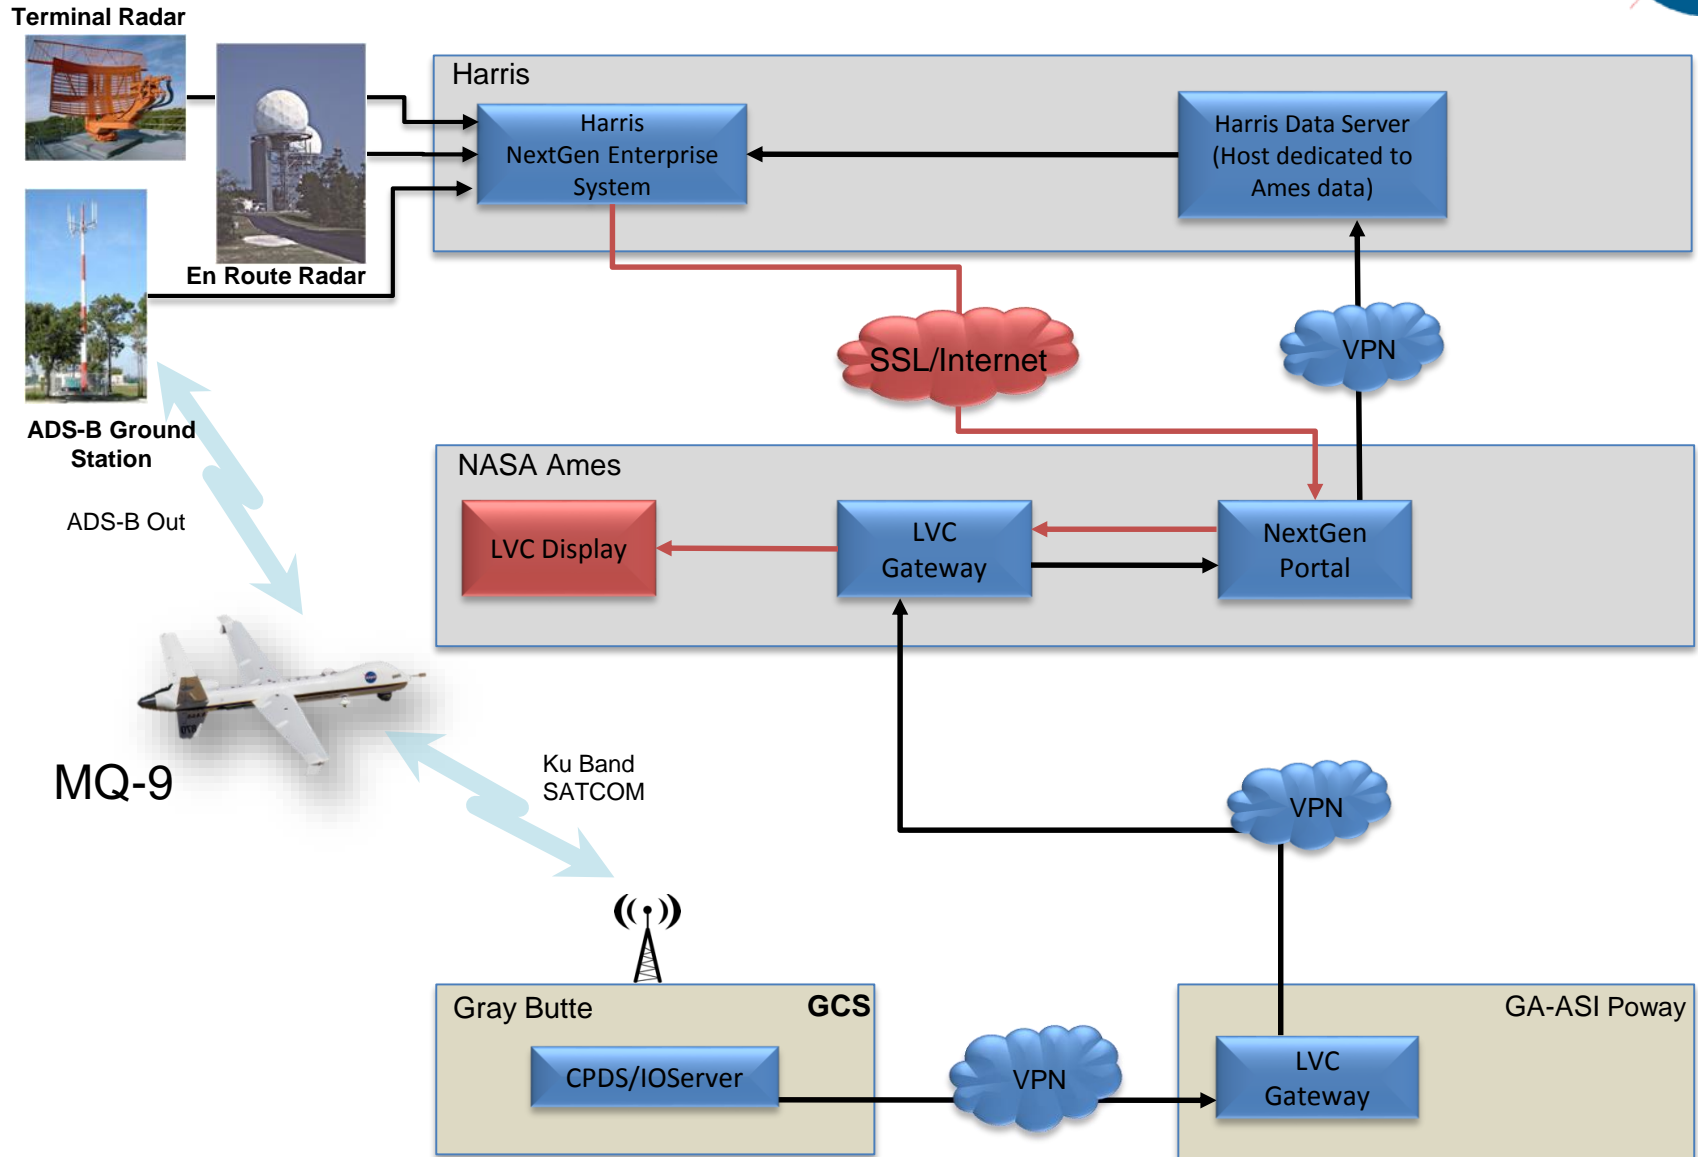 Terminal Radar
Harris
Harris
NextGen Enterprise
System
Harris Data Server
(Host dedicated to
Ames data)
En Route Radar
SSL/Internet
VPN
ADS-B Ground
Station
ADS-B Out
NASA Ames
LVC Display
LVC
Gateway
NextGen
Portal
MQ-9
Ku Band
SATCOM
VPN
Gray Butte
GCS
GA-ASI Poway
CPDS/IOServer
VPN
LVC
Gateway